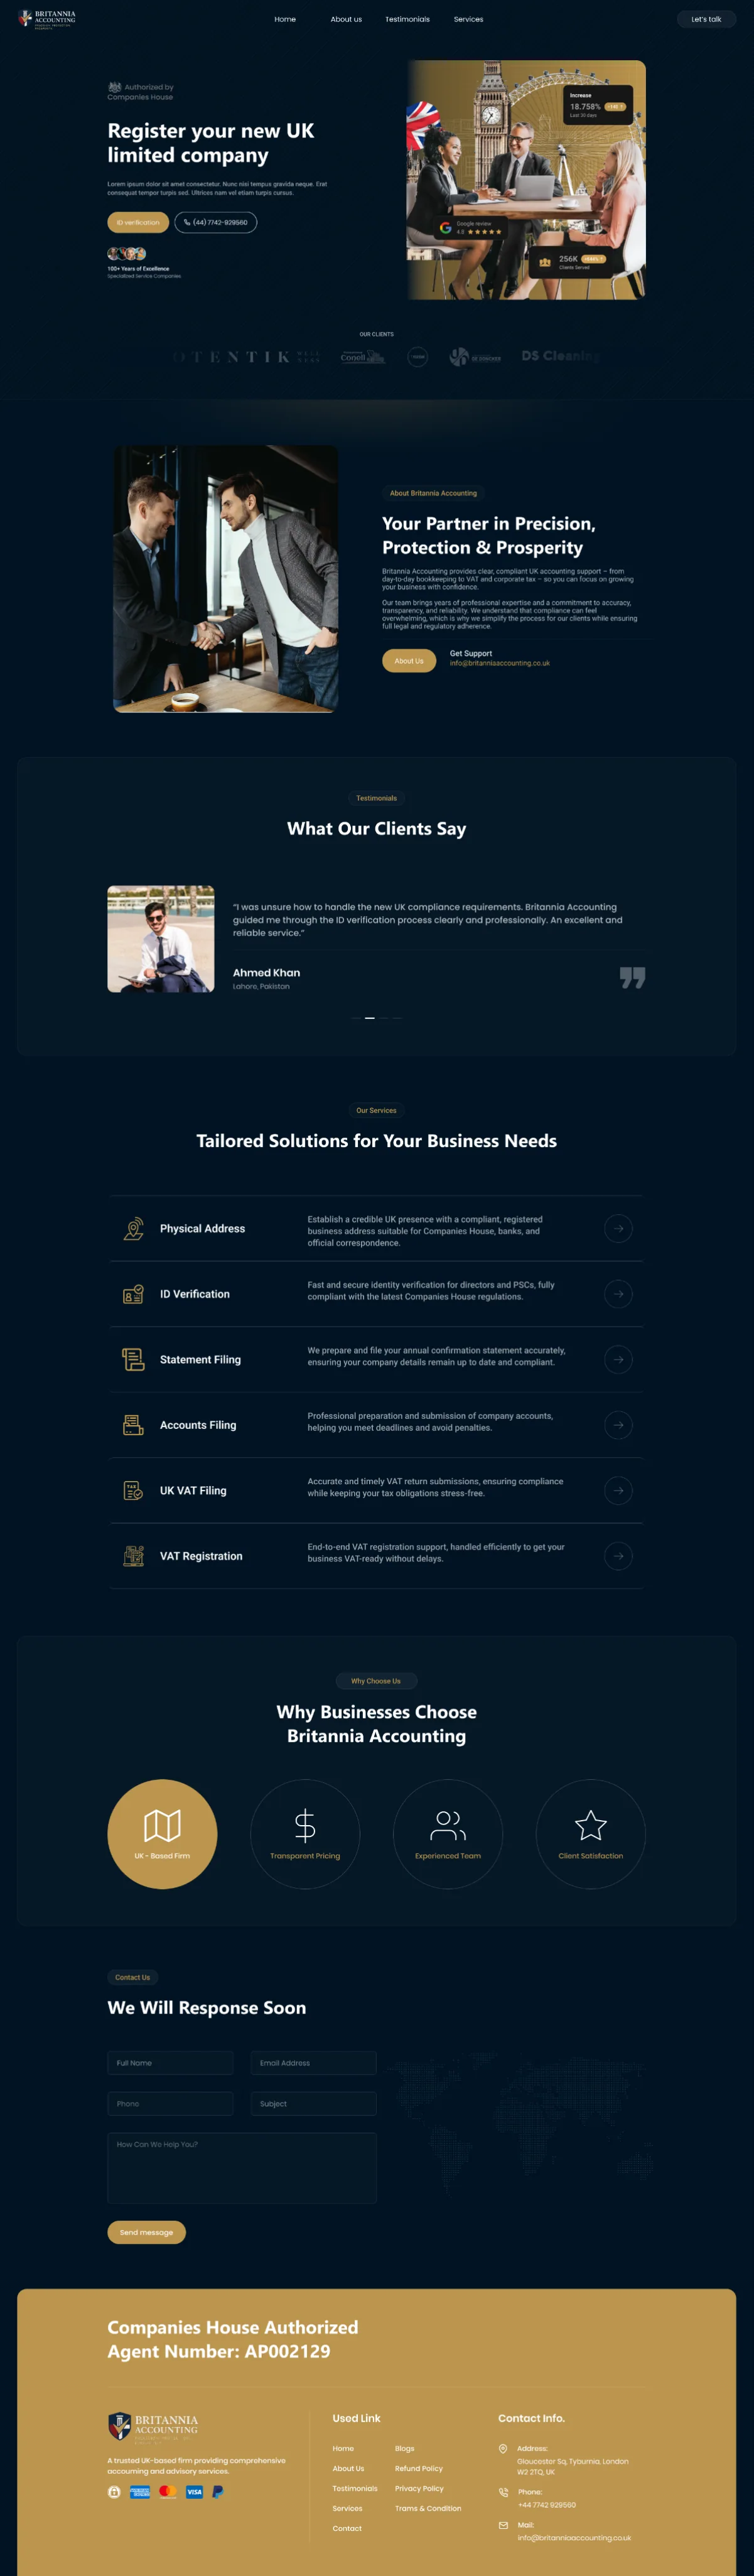 BRITANNIA
ACCOUNTING
Home
About us
Testimonials
Services
Let's talk
Authorized by
Companies House
Register your new UK
limited company
Lorem ipsum dolor sit amet consectetur. Nunc nisi tempus gravida neque. Erat
consequat tempor turpis sed. Ultrices nam vel etiam turpis cursus.
ID verification
(44) 7742-929560
100+ Years of Excellence
Specialized Service Companies
Increase
18.758%
Last 30 days
Google review
4.8
256K
Clients Served
OUR CLIENTS
OTENTIK
DS Cleaning
About Britannia Accounting
Your Partner in Precision,
Protection & Prosperity
Britannia Accounting provides clear, compliant UK accounting support – from
day-to-day bookkeeping to VAT and corporate tax – so you can focus on growing
your business with confidence.
Our team brings years of professional expertise and a commitment to accuracy,
transparency, and reliability. We understand that compliance can feel
overwhelming, which is why we simplify the process for our clients while ensuring
full legal and regulatory adherence.
About Us
Get Support
info@britanniaaccounting.co.uk
Testimonials
What Our Clients Say
“I was unsure how to handle the new UK compliance requirements. Britannia Accounting
guided me through the ID verification process clearly and professionally. An excellent and
reliable service.”
Ahmed Khan
Lahore, Pakistan
Our Services
Tailored Solutions for Your Business Needs
Physical Address
Establish a credible UK presence with a compliant, registered
business address suitable for Companies House, banks, and
official correspondence.
ID Verification
Fast and secure identity verification for directors and PSCs, fully
compliant with the latest Companies House regulations.
Statement Filing
We prepare and file your annual confirmation statement accurately,
ensuring your company details remain up to date and compliant.
Accounts Filing
Professional preparation and submission of company accounts,
helping you meet deadlines and avoid penalties.
TAX
UK VAT Filing
Accurate and timely VAT return submissions, ensuring compliance
while keeping your tax obligations stress-free.
VAT Registration
End-to-end VAT registration support, handled efficiently to get your
business VAT-ready without delays.
Why Choose Us
Why Businesses Choose
Britannia Accounting
UK - Based Firm
Transparent Pricing
Experienced Team
Client Satisfaction
Contact Us
We Will Response Soon
Full Name
Email Address
Phone
Subject
How Can We Help You?
Send message
Companies House Authorized
Agent Number: AP002129
BRITANNIA
ACCOUNTING
A trusted UK-based firm providing comprehensive
accounting and advisory services.
VISA
Used Link
Home
Blogs
About Us
Refund Policy
Testimonials
Privacy Policy
Services
Trams & Condition
Contact
Contact Info.
Address:
Gloucester Sq, Tyburnia, London
W2 2TQ, UK
Phone:
+44 7742 929560
Mail:
info@britanniaaccounting.co.uk